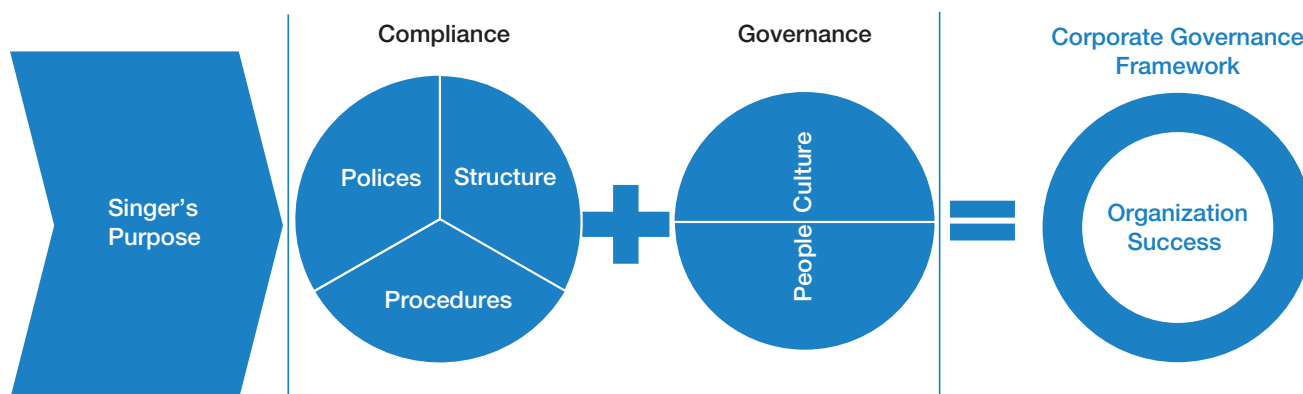 Compliance
Governance
Corporate Governance
Framework
Singer's
Purpose
Polices
Structure
Procedures
Culture
People
Organization
Success